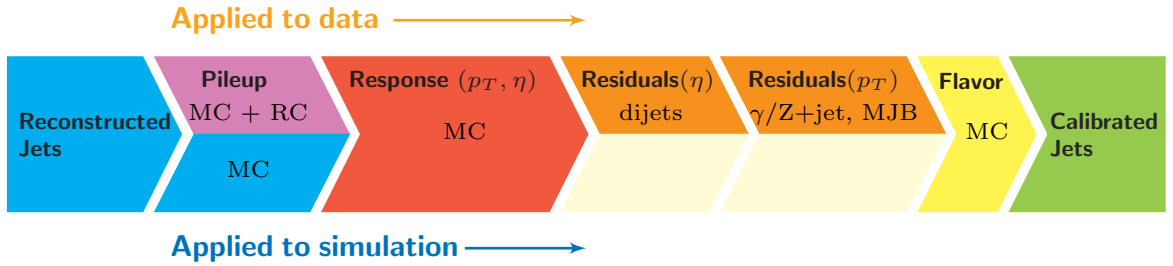 Applied to data
Reconstructed
Jets
Pileup
MC + RC
MC
Response (p_T, η)
MC
Residuals(η)
dijets
Residuals(p_T)
γ/Z+jet, MJB
Flavor
MC
Calibrated
Jets
Applied to simulation